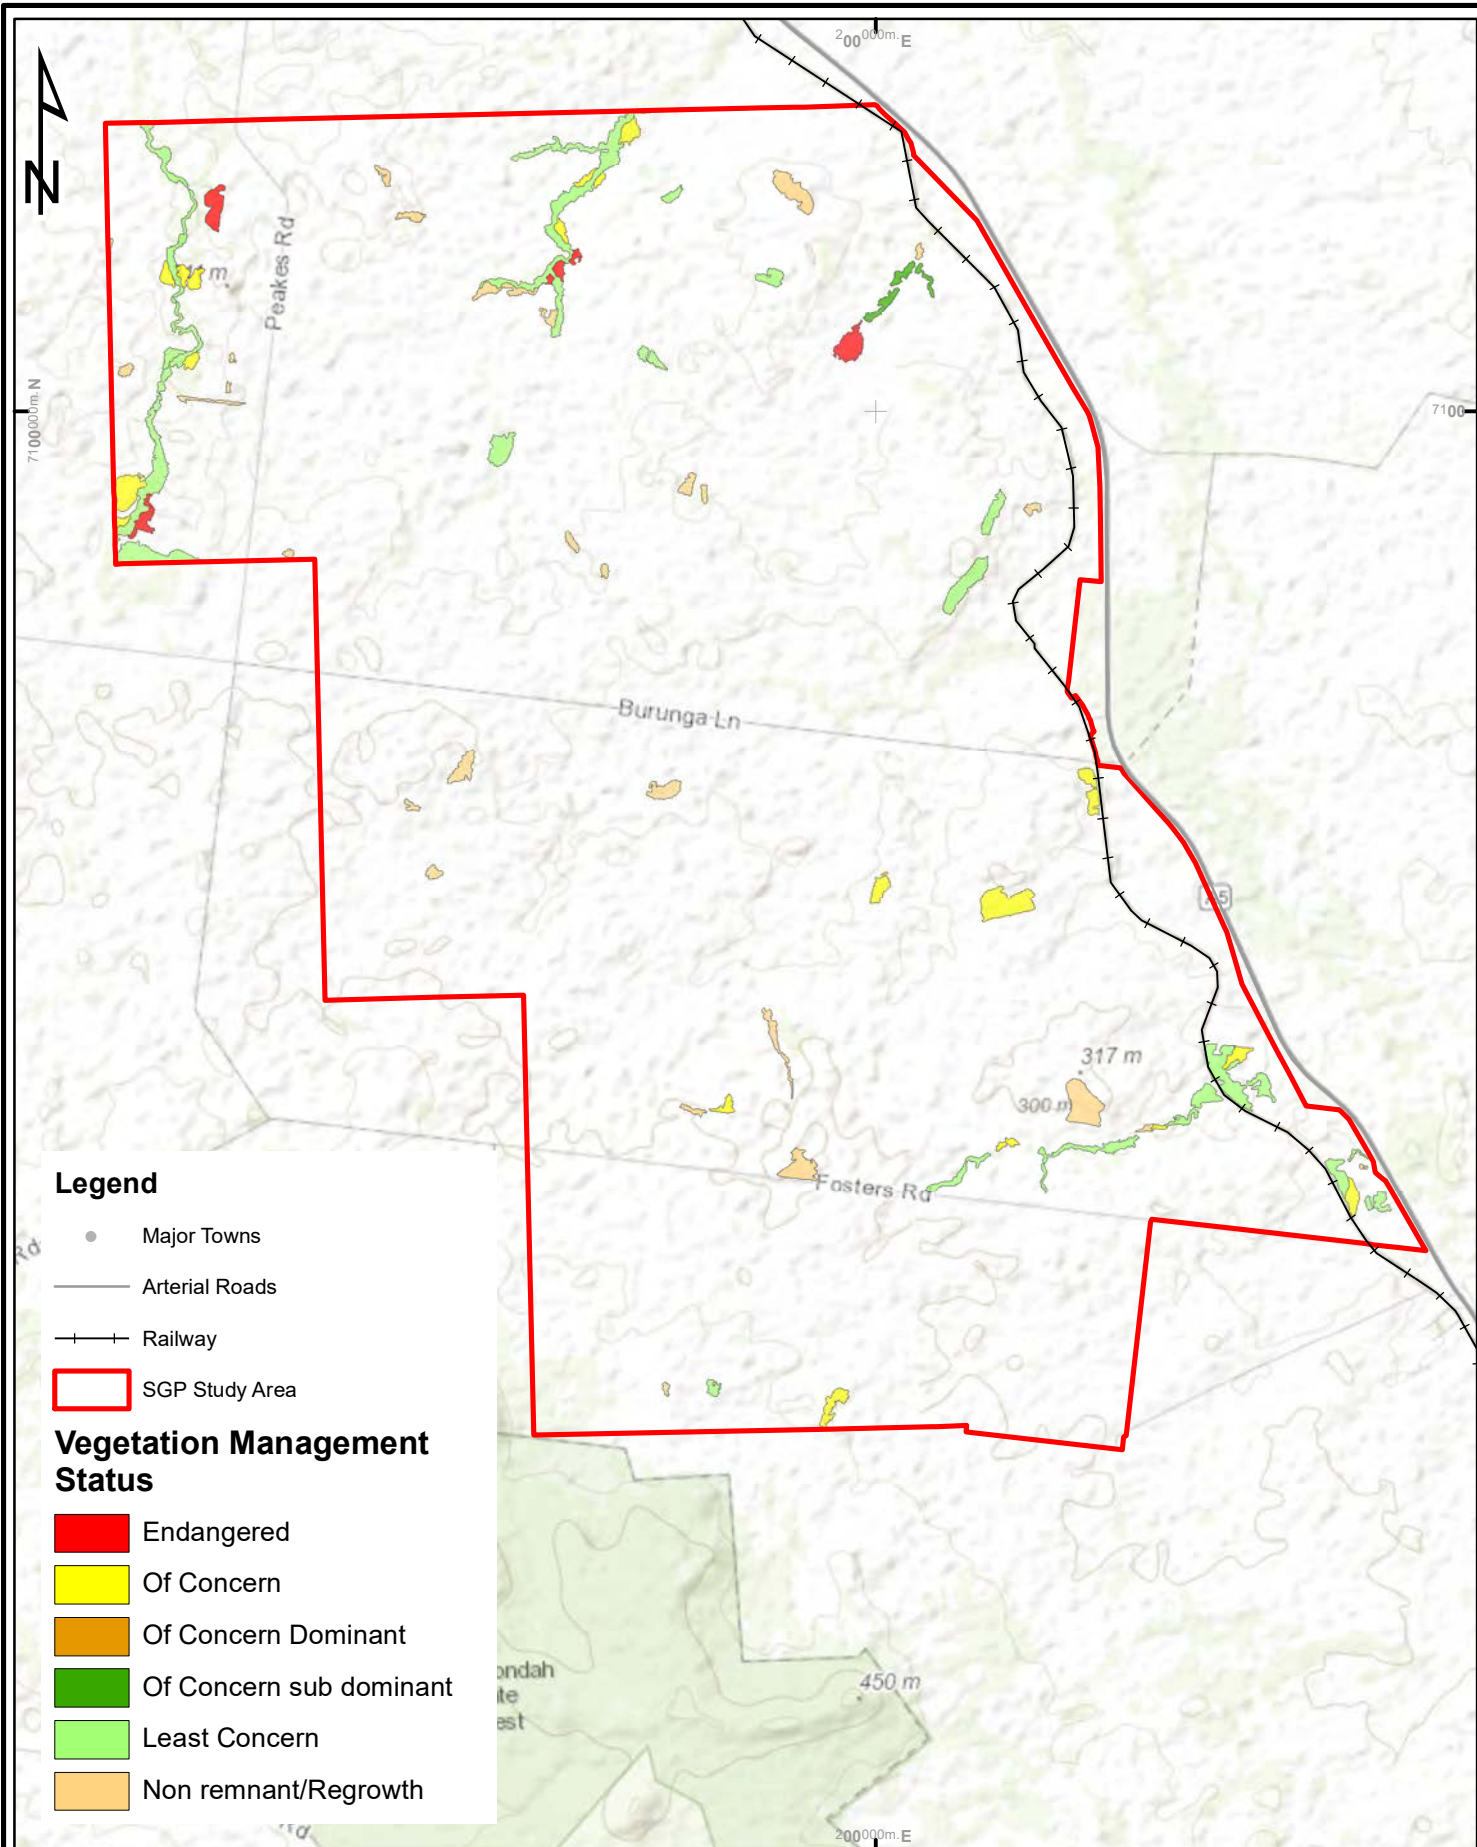 200000m. E
N
Peakes Rd
7100000m. N
7100
Burunga Ln
317 m
300 m
Fosters Rd
Legend
Major Towns
Arterial Roads
Railway
SGP Study Area
Vegetation Management
Status
Endangered
Of Concern
Of Concern Dominant
Of Concern sub dominant
Least Concern
Non remnant/Regrowth
Rd
450 m
200000m. E